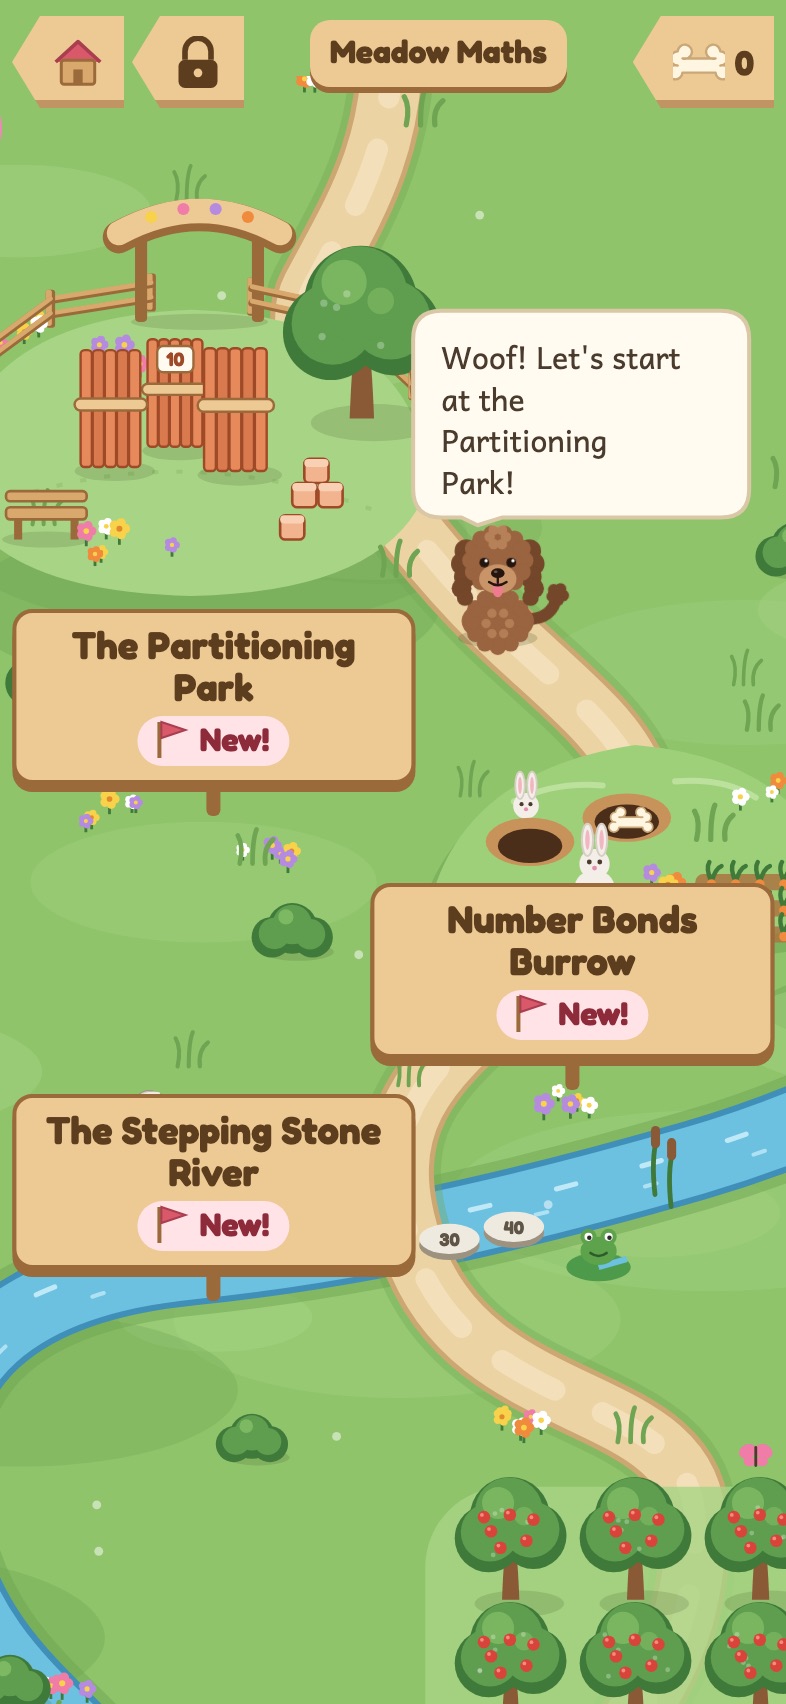 Meadow Maths
0
10
Woof! Let's start
at the
Partitioning
Park!
The Partitioning
Park
New!
Number Bonds
Burrow
New!
The Stepping Stone
River
New!
30
40